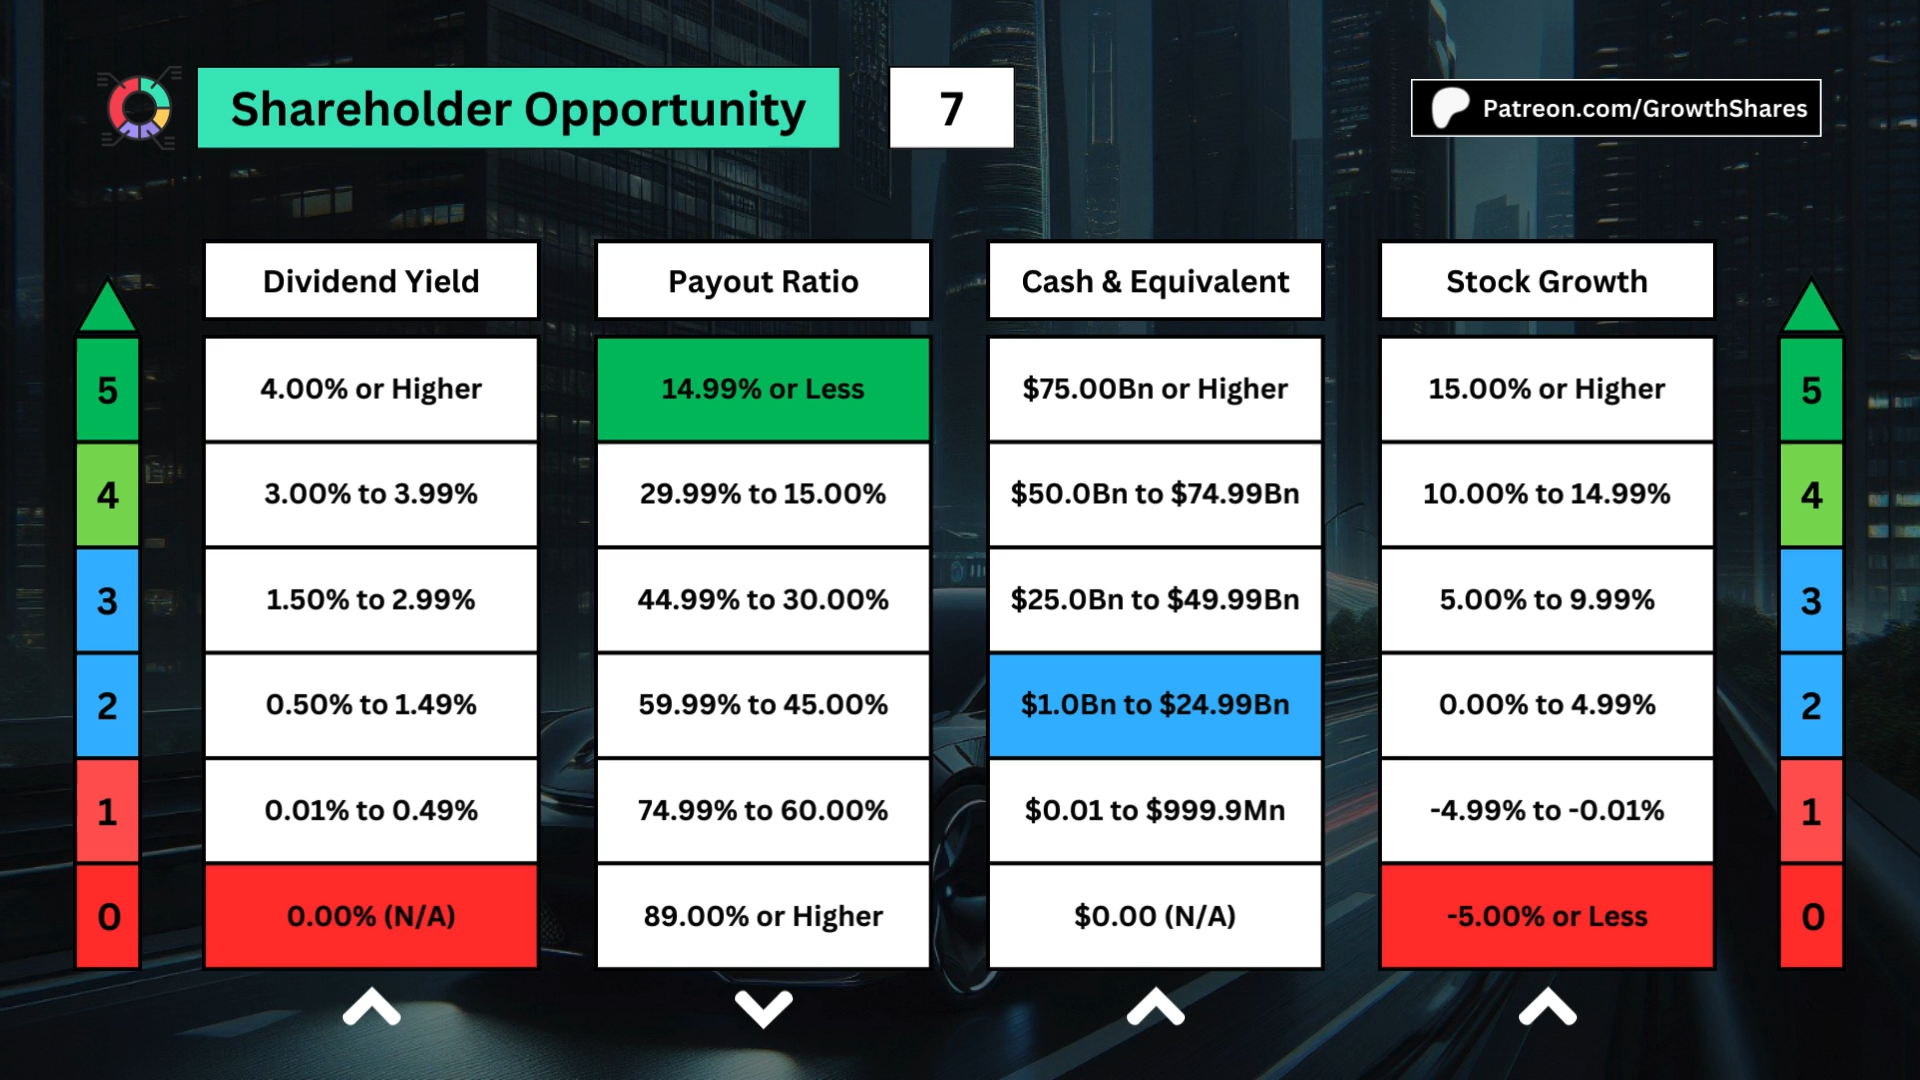 Shareholder Opportunity
7
Patreon.com/GrowthShares
Dividend Yield
Payout Ratio
Cash & Equivalent
Stock Growth
5
4.00% or Higher
14.99% or Less
$75.00Bn or Higher
15.00% or Higher
5
4
3.00% to 3.99%
29.99% to 15.00%
$50.0Bn to $74.99Bn
10.00% to 14.99%
4
3
1.50% to 2.99%
44.99% to 30.00%
$25.0Bn to $49.99Bn
5.00% to 9.99%
3
2
0.50% to 1.49%
59.99% to 45.00%
$1.0Bn to $24.99Bn
0.00% to 4.99%
2
1
0.01% to 0.49%
74.99% to 60.00%
$0.01 to $999.9Mn
-4.99% to -0.01%
1
0
0.00% (N/A)
89.00% or Higher
$0.00 (N/A)
-5.00% or Less
0